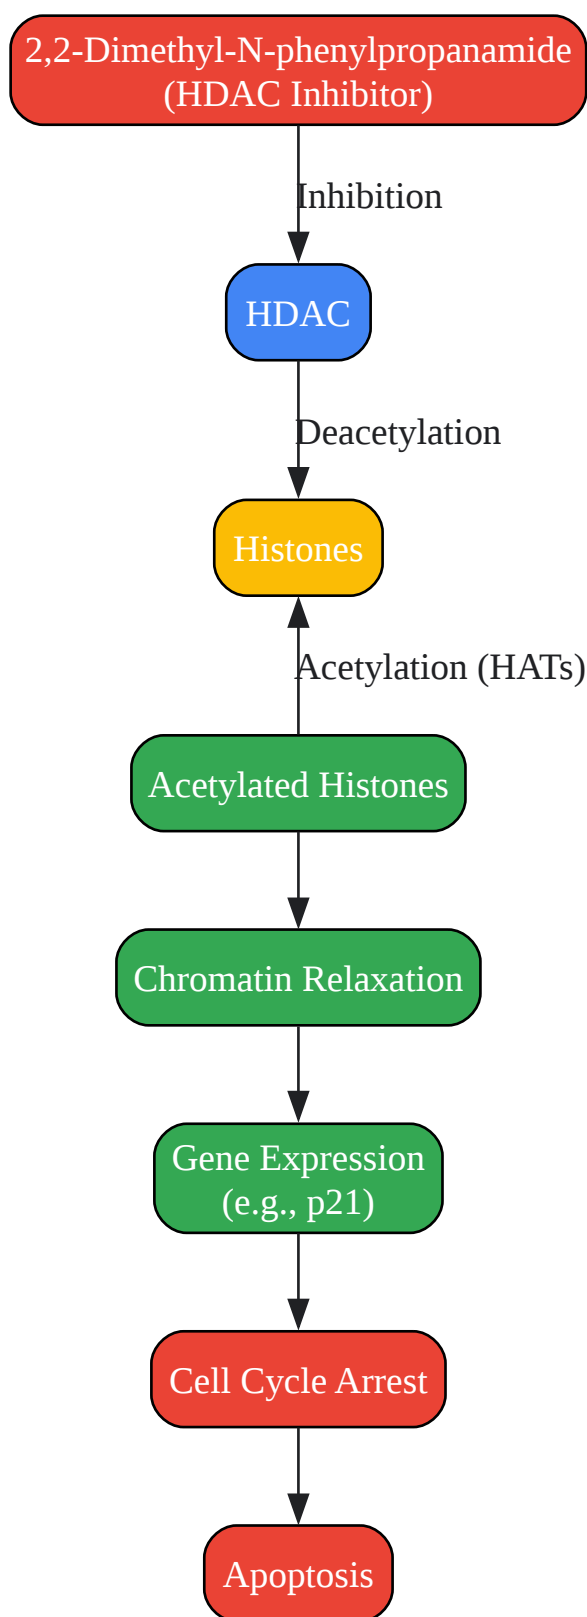 2,2-Dimethyl-N-phenylpropanamide
(HDAC Inhibitor)
Inhibition
HDAC
Deacetylation
Histones
Acetylation (HATs)
Acetylated Histones
Chromatin Relaxation
Gene Expression
(e.g., p21)
Cell Cycle Arrest
Apoptosis